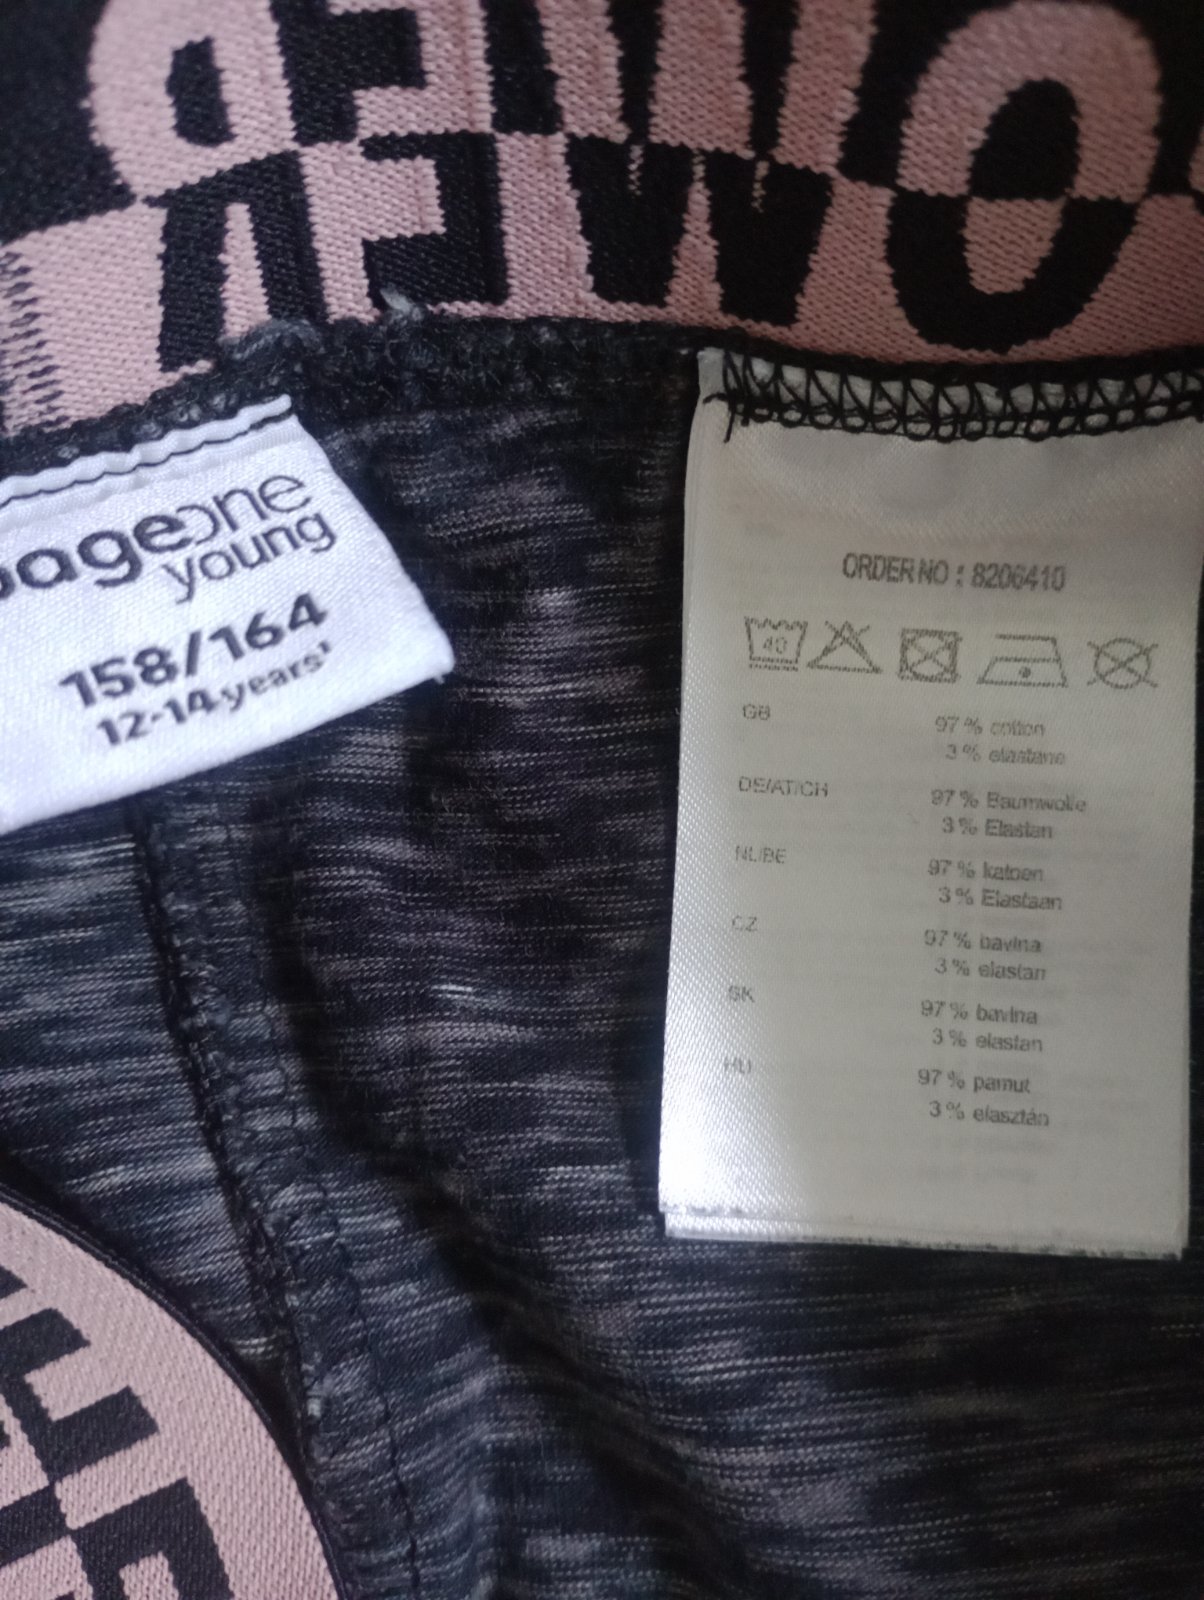 POWER
pageone
young
158/164
12-14 years'
ORDER NO : 8206410
40
GB
97 % cotton
3 % elastane
DE/AT/CH
97 % Baumwolle
3 % Elastan
NL/BE
97 % katoen
3 % Elastaan
CZ
97 % bavlna
3 % elastan
SK
97 % bavlna
3 % elastan
HU
97 % pamut
3 % elasztán